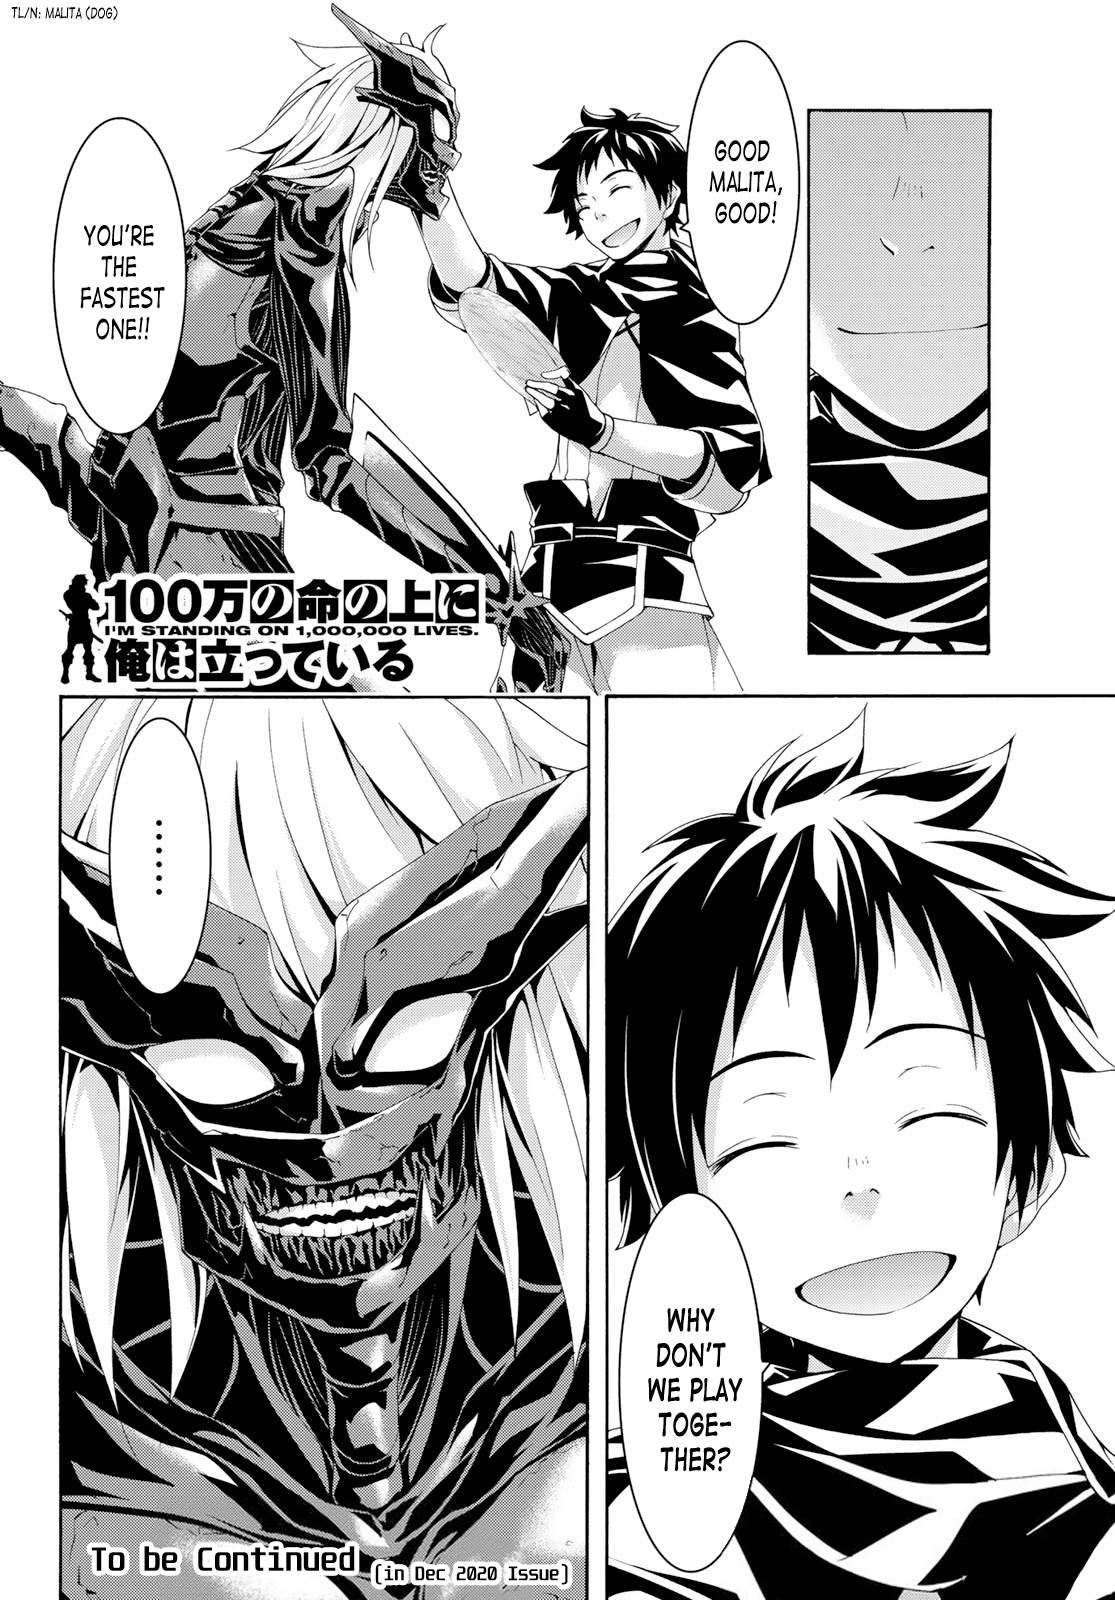 TL/N: MALITA (DOG)
GOOD
MALITA,
GOOD!
YOU'RE
THE
FASTEST
ONE!!
100万の命の上に
I'M STANDING ON 1,000,000 LIVES.
俺は立っている
WHY
DON'T
WE PLAY
TOGE-
THER?
......
To be Continued
(in Dec 2020 Issue)